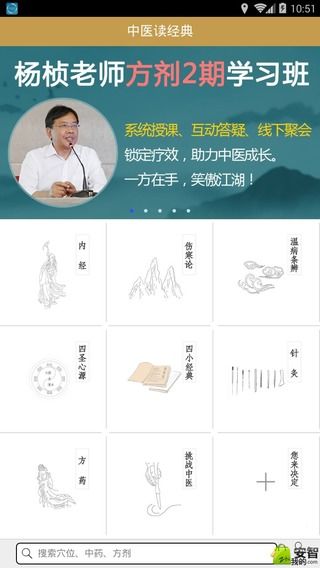 10:51
中医读经典
杨桢老师方剂2期学习班
系统授课、互动答疑、线下聚会
锁定疗效，助力中医成长。
一方在手，笑傲江湖！
内经
伤寒论
温病条辨
四圣心源
四小经典
针灸
方药
挑战中医
您来决定
搜索穴位、中药、方剂
我的
安智
.com